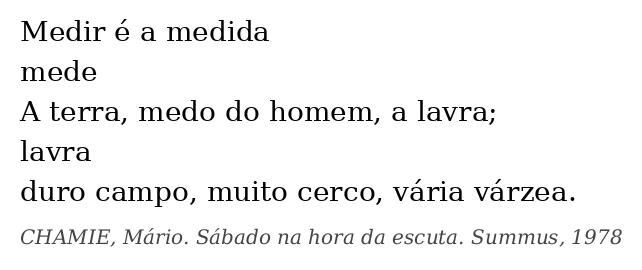 Medir é a medida
mede
A terra, medo do homem, a lavra;
lavra
duro campo, muito cerco, vária várzea.
CHAMIE, Mário. Sábado na hora da escuta. Summus, 1978